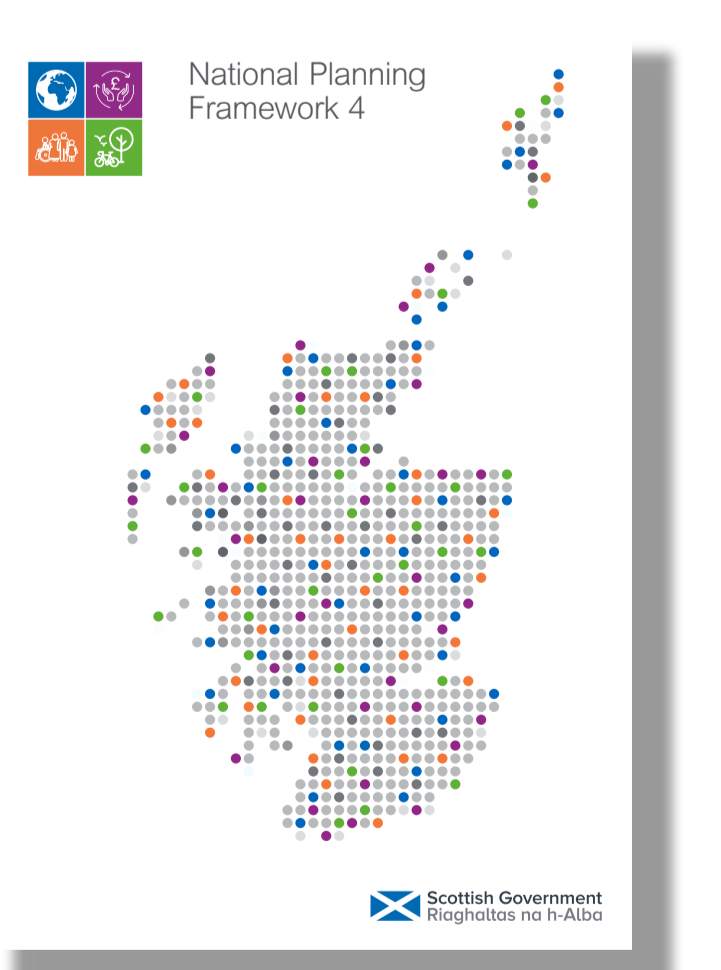 National Planning
Framework 4
£
Scottish Government
Riaghaltas na h-Alba